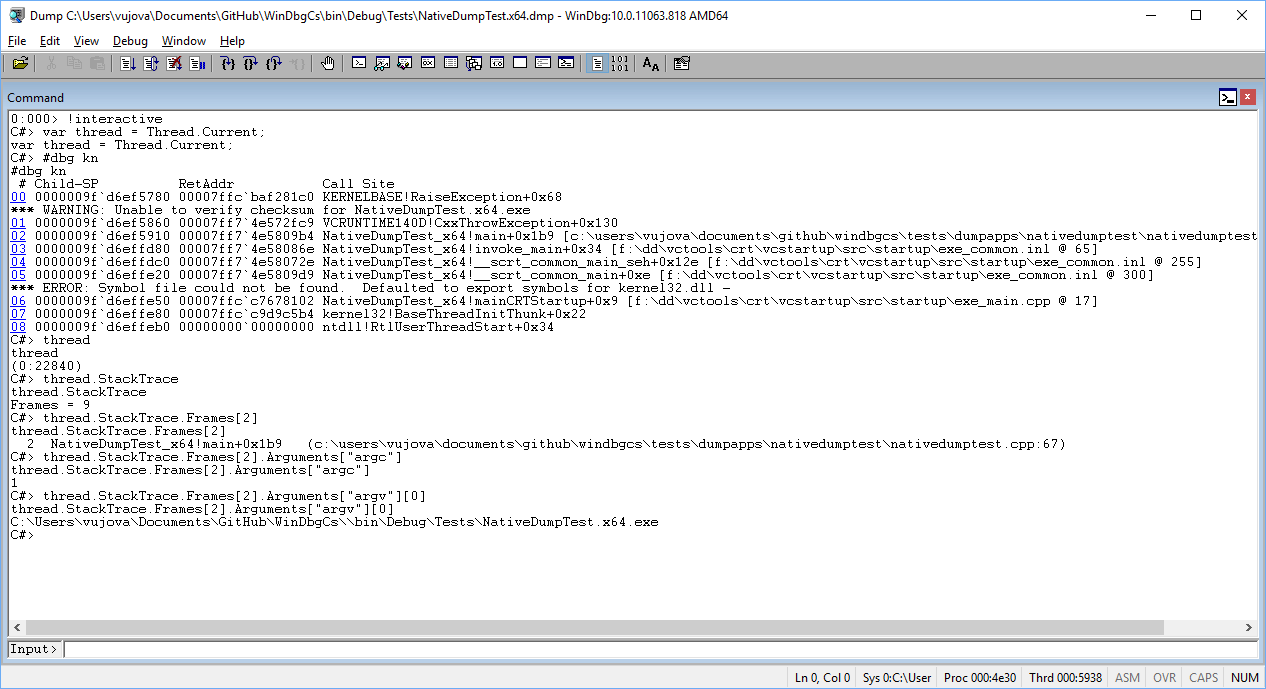 Dump C:\Users\vujova\Documents\GitHub\WinDbgCs\bin\Debug\Tests\NativeDumpTest.x64.dmp - WinDbg:10.0.11063.818 AMD64
File Edit View Debug Window Help
Command
0:000> !interactive
C#> var thread = Thread.Current;
var thread = Thread.Current;
C#> #dbg kn
#dbg kn
 # Child-SP          RetAddr           Call Site
00 0000009f`d6ef5780 00007ffc`baf281c0 KERNELBASE!RaiseException+0x68
*** WARNING: Unable to verify checksum for NativeDumpTest.x64.exe
01 0000009f`d6ef5860 00007ff7`4e572fc9 VCRUNTIME140D!CxxThrowException+0x130
02 0000009f`d6ef5910 00007ff7`4e5809b4 NativeDumpTest_x64!main+0x1b9 [c:\users\vujova\documents\github\windbgcs\tests\dumpapps\nativedumptest\nativedumptest
03 0000009f`d6effd80 00007ff7`4e58086e NativeDumpTest_x64!invoke_main+0x34 [f:\dd\vctools\crt\vcstartup\src\startup\exe_common.inl @ 65]
04 0000009f`d6effdc0 00007ff7`4e58072e NativeDumpTest_x64!__scrt_common_main_seh+0x12e [f:\dd\vctools\crt\vcstartup\src\startup\exe_common.inl @ 255]
05 0000009f`d6effe20 00007ff7`4e5809d9 NativeDumpTest_x64!__scrt_common_main+0xe [f:\dd\vctools\crt\vcstartup\src\startup\exe_common.inl @ 300]
*** ERROR: Symbol file could not be found.  Defaulted to export symbols for kernel32.dll -
06 0000009f`d6effe50 00007ffc`c7678102 NativeDumpTest_x64!mainCRTStartup+0x9 [f:\dd\vctools\crt\vcstartup\src\startup\exe_main.cpp @ 17]
07 0000009f`d6effe80 00007ffc`c9d9c5b4 kernel32!BaseThreadInitThunk+0x22
08 0000009f`d6effeb0 00000000`00000000 ntdll!RtlUserThreadStart+0x34
C#> thread
thread
(0:22840)
C#> thread.StackTrace
thread.StackTrace
Frames = 9
C#> thread.StackTrace.Frames[2]
thread.StackTrace.Frames[2]
  2  NativeDumpTest_x64!main+0x1b9   (c:\users\vujova\documents\github\windbgcs\tests\dumpapps\nativedumptest\nativedumptest.cpp:67)
C#> thread.StackTrace.Frames[2].Arguments["argc"]
thread.StackTrace.Frames[2].Arguments["argc"]
1
C#> thread.StackTrace.Frames[2].Arguments["argv"][0]
thread.StackTrace.Frames[2].Arguments["argv"][0]
C:\Users\vujova\Documents\GitHub\WinDbgCs\\bin\Debug\Tests\NativeDumpTest.x64.exe
C#>
Input>
Ln 0, Col 0 Sys 0:C:\User Proc 000:4e30 Thrd 000:5938 ASM OVR CAPS NUM